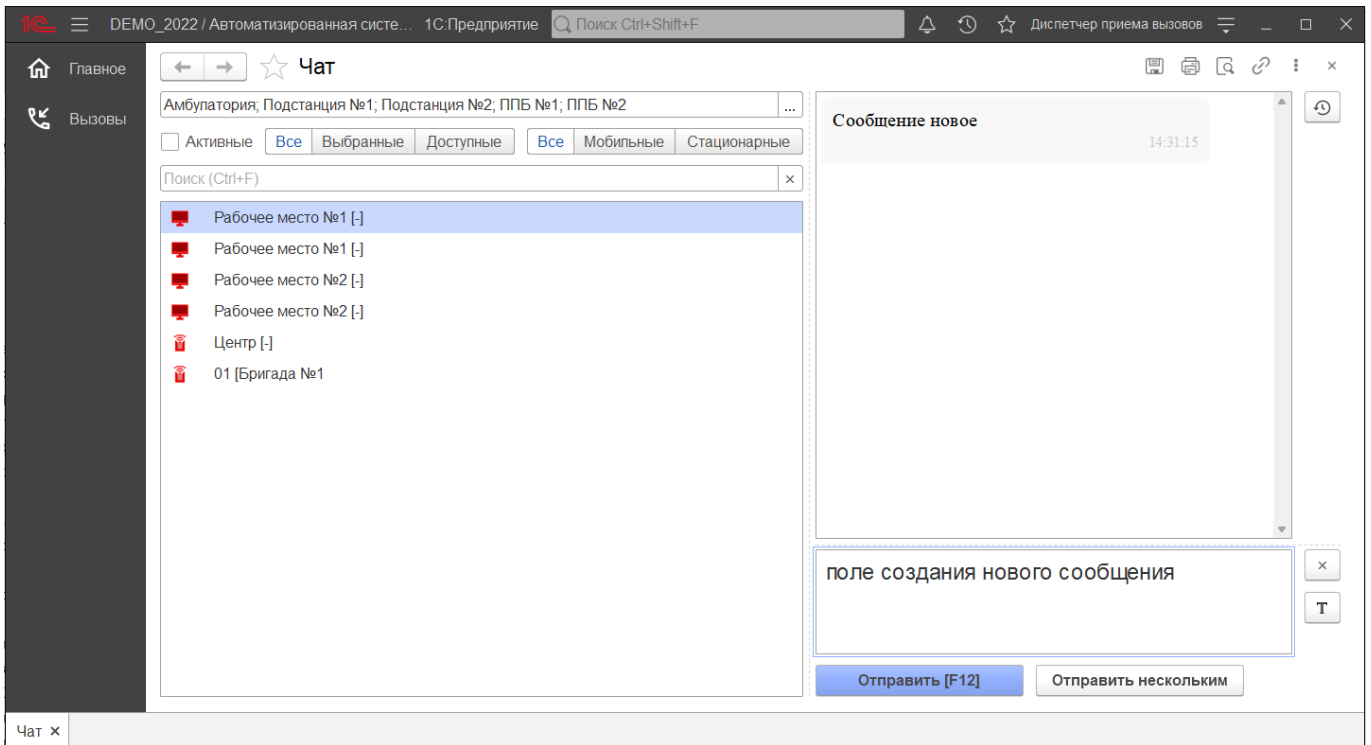 1С DEMO_2022 / Автоматизированная систе... 1С:Предприятие Поиск Ctrl+Shift+F Диспетчер приема вызовов
Главное
Вызовы
Чат
Амбулатория; Подстанция №1; Подстанция №2; ППБ №1; ППБ №2 ...
Активные Все Выбранные Доступные Все Мобильные Стационарные
Поиск (Ctrl+F) ×
Рабочее место №1 [-]
Рабочее место №1 [-]
Рабочее место №2 [-]
Рабочее место №2 [-]
Центр [-]
01 [Бригада №1
Сообщение новое
14:31:15
поле создания нового сообщения
T
Отправить [F12] Отправить нескольким
Чат ×